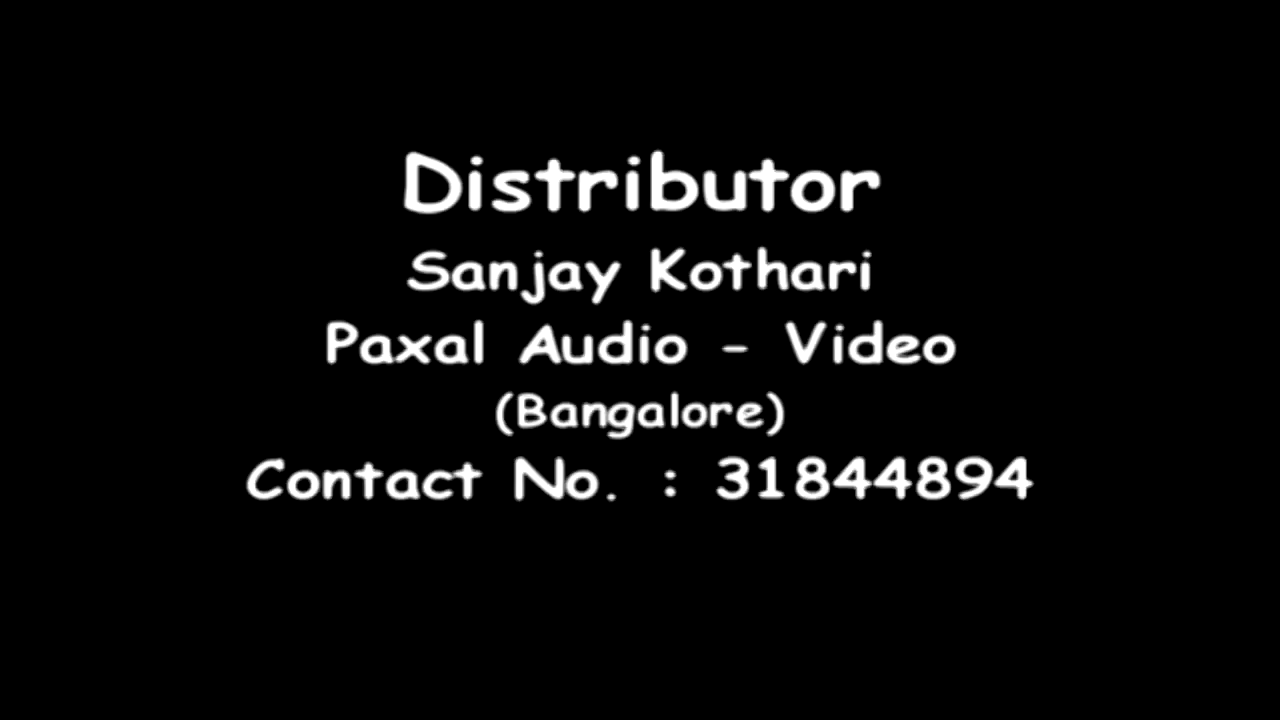 Distributor
Sanjay Kothari
Paxal Audio - Video
(Bangalore)
Contact No. : 31844894